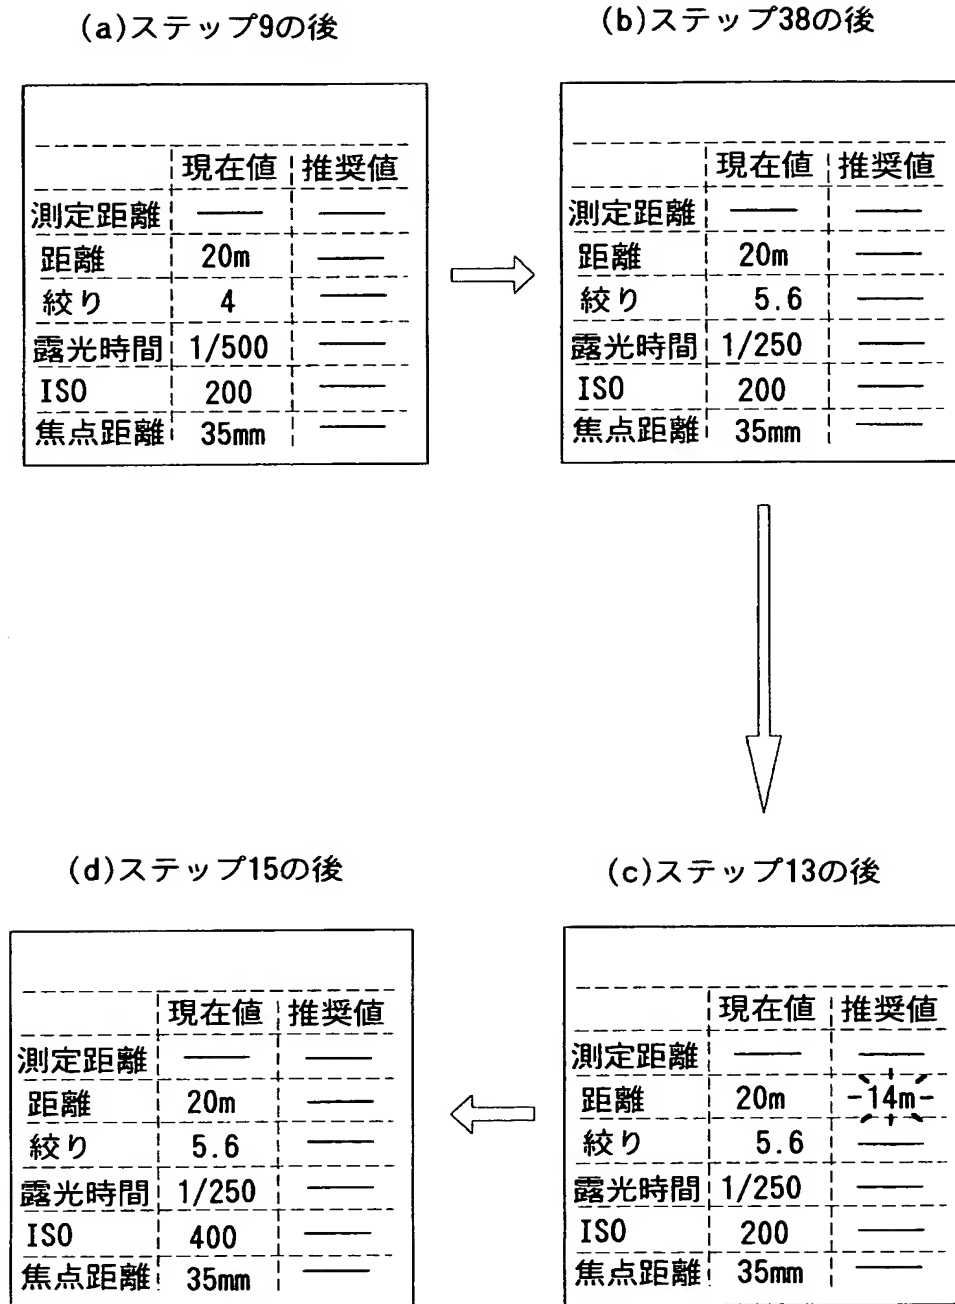 (a)ステップ9の後
現在値 推奨値
測定距離 —— ——
距離 20m ——
絞り 4 ——
露光時間 1/500 ——
ISO 200 ——
焦点距離 35mm ——
(b)ステップ38の後
現在値 推奨値
測定距離 —— ——
距離 20m ——
絞り 5.6 ——
露光時間 1/250 ——
ISO 200 ——
焦点距離 35mm ——
(c)ステップ13の後
現在値 推奨値
測定距離 —— ——
距離 20m 14m
絞り 5.6 ——
露光時間 1/250 ——
ISO 200 ——
焦点距離 35mm ——
(d)ステップ15の後
現在値 推奨値
測定距離 —— ——
距離 20m ——
絞り 5.6 ——
露光時間 1/250 ——
ISO 400 ——
焦点距離 35mm ——